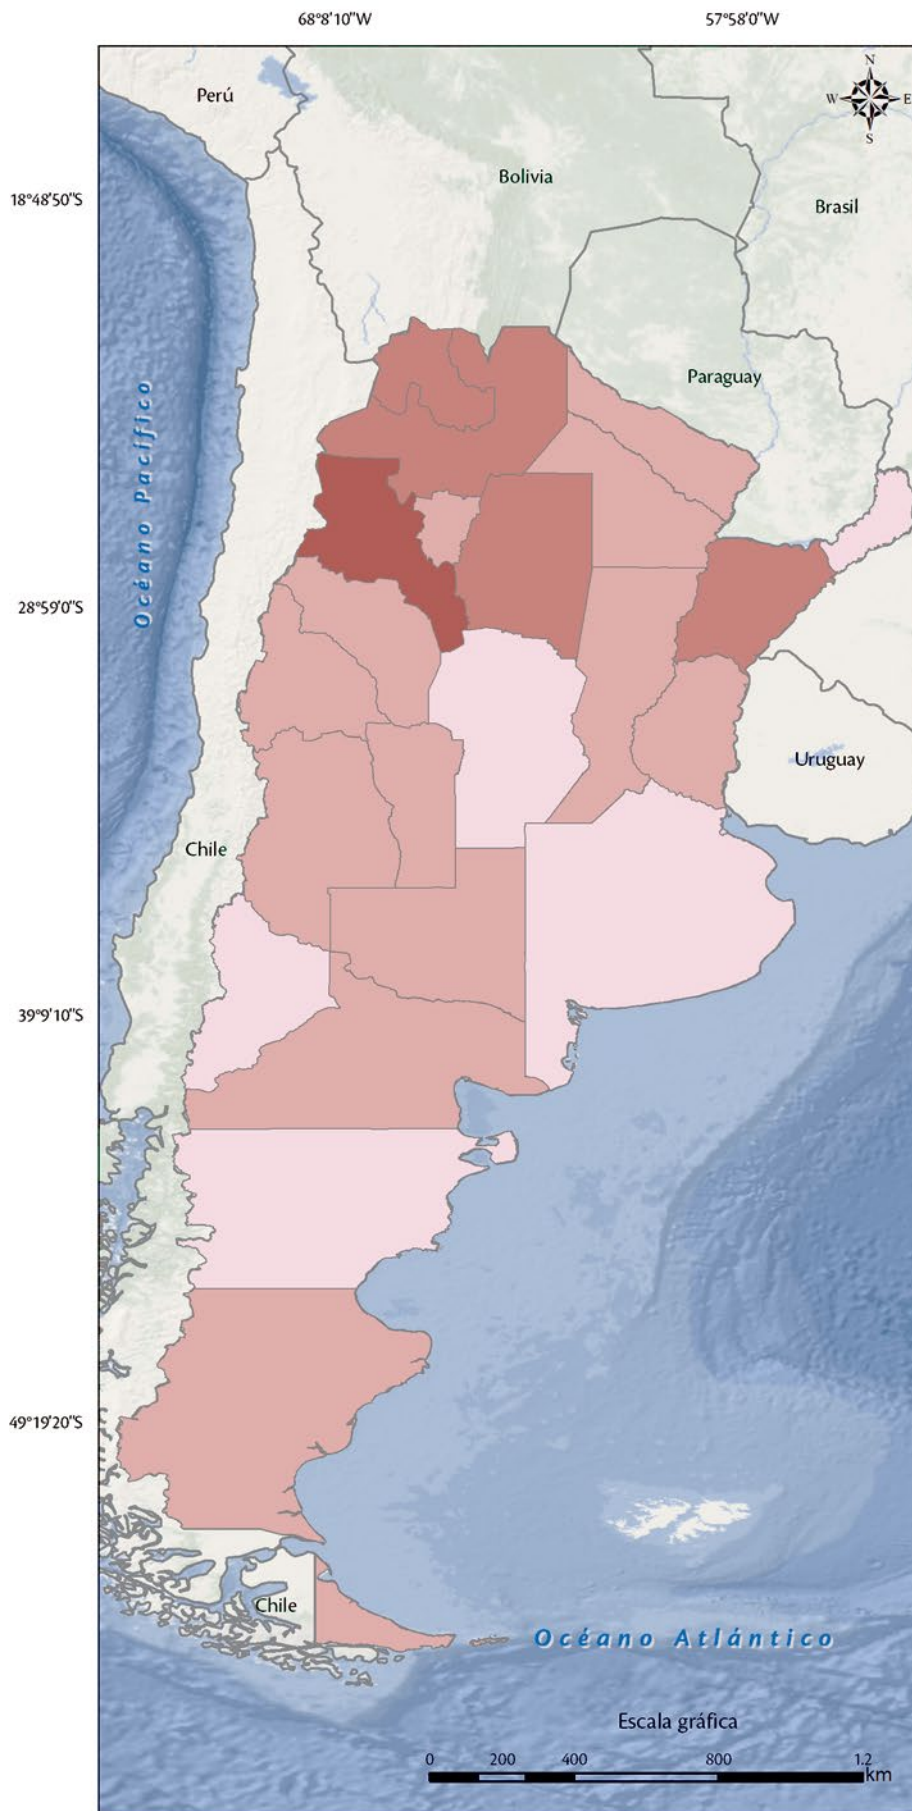 68°8'10"W
57°58'0"W
N
W
E
S
Perú
Bolivia
Brasil
18°48'50"S
Paraguay
Océano Pacífico
28°59'0"S
Uruguay
Chile
39°9'10"S
49°19'20"S
Chile
Océano Atlántico
Escala gráfica
0 200 400 800 1.2
km